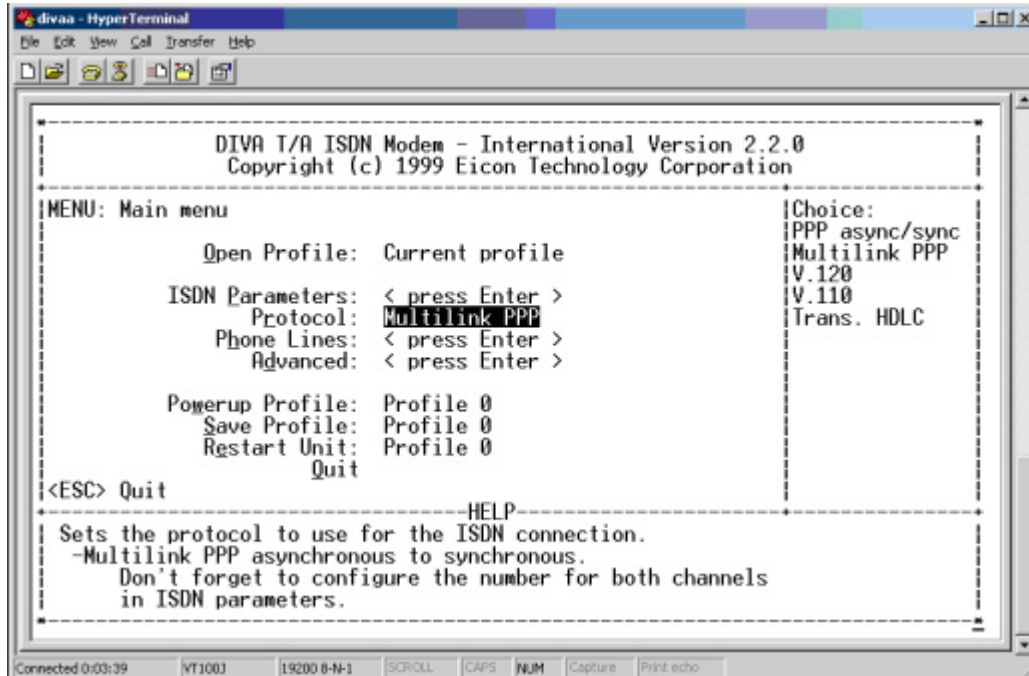 divaa - HyperTerminal
File Edit View Call Transfer Help
DIVA T/A ISDN Modem - International Version 2.2.0
Copyright (c) 1999 Eicon Technology Corporation
MENU: Main menu
Open Profile: Current profile
ISDN Parameters: < press Enter >
Protocol: Multilink PPP
Phone Lines: < press Enter >
Advanced: < press Enter >
Powerup Profile: Profile 0
Save Profile: Profile 0
Restart Unit: Profile 0
Quit
<ESC> Quit
Choice:
PPP async/sync
Multilink PPP
V.120
V.110
Trans. HDLC
HELP
Sets the protocol to use for the ISDN connection.
-Multilink PPP asynchronous to synchronous.
Don't forget to configure the number for both channels
in ISDN parameters.
Connected 0:03:39 VT100J 19200 8-N-1 SCROLL CAPS NUM Capture Print echo